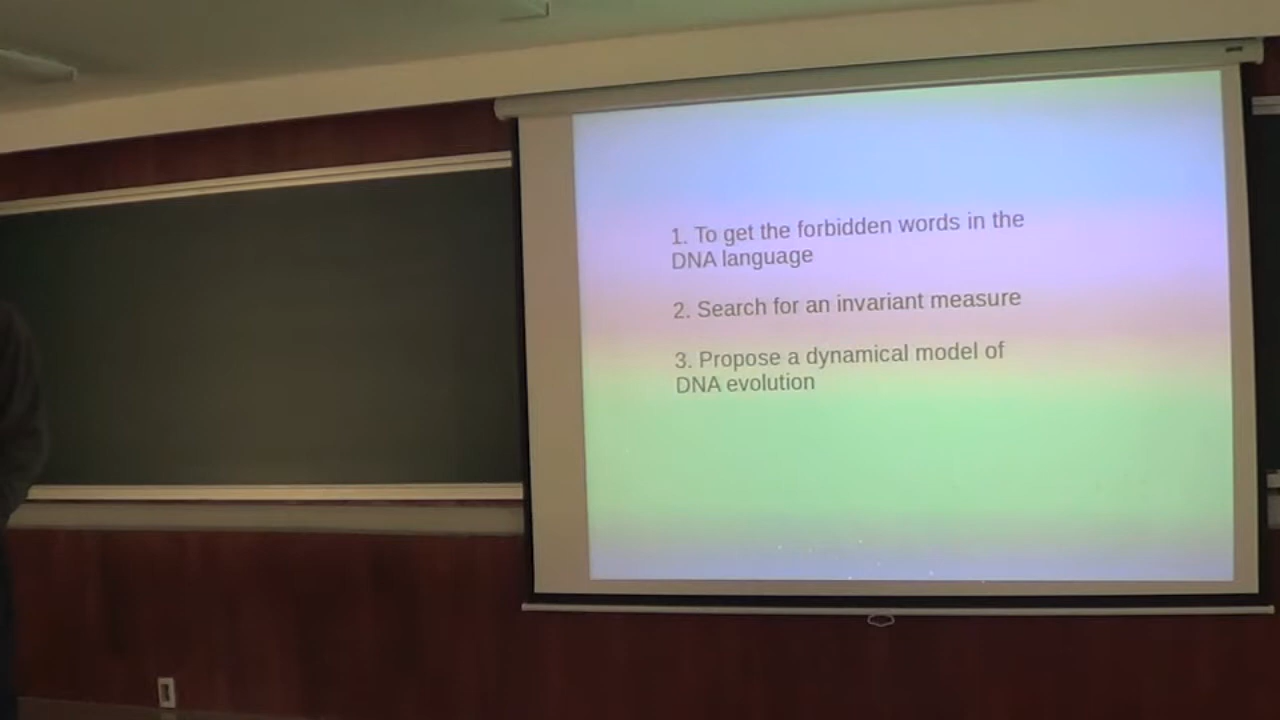 1. To get the forbidden words in the
DNA language
2. Search for an invariant measure
3. Propose a dynamical model of
DNA evolution